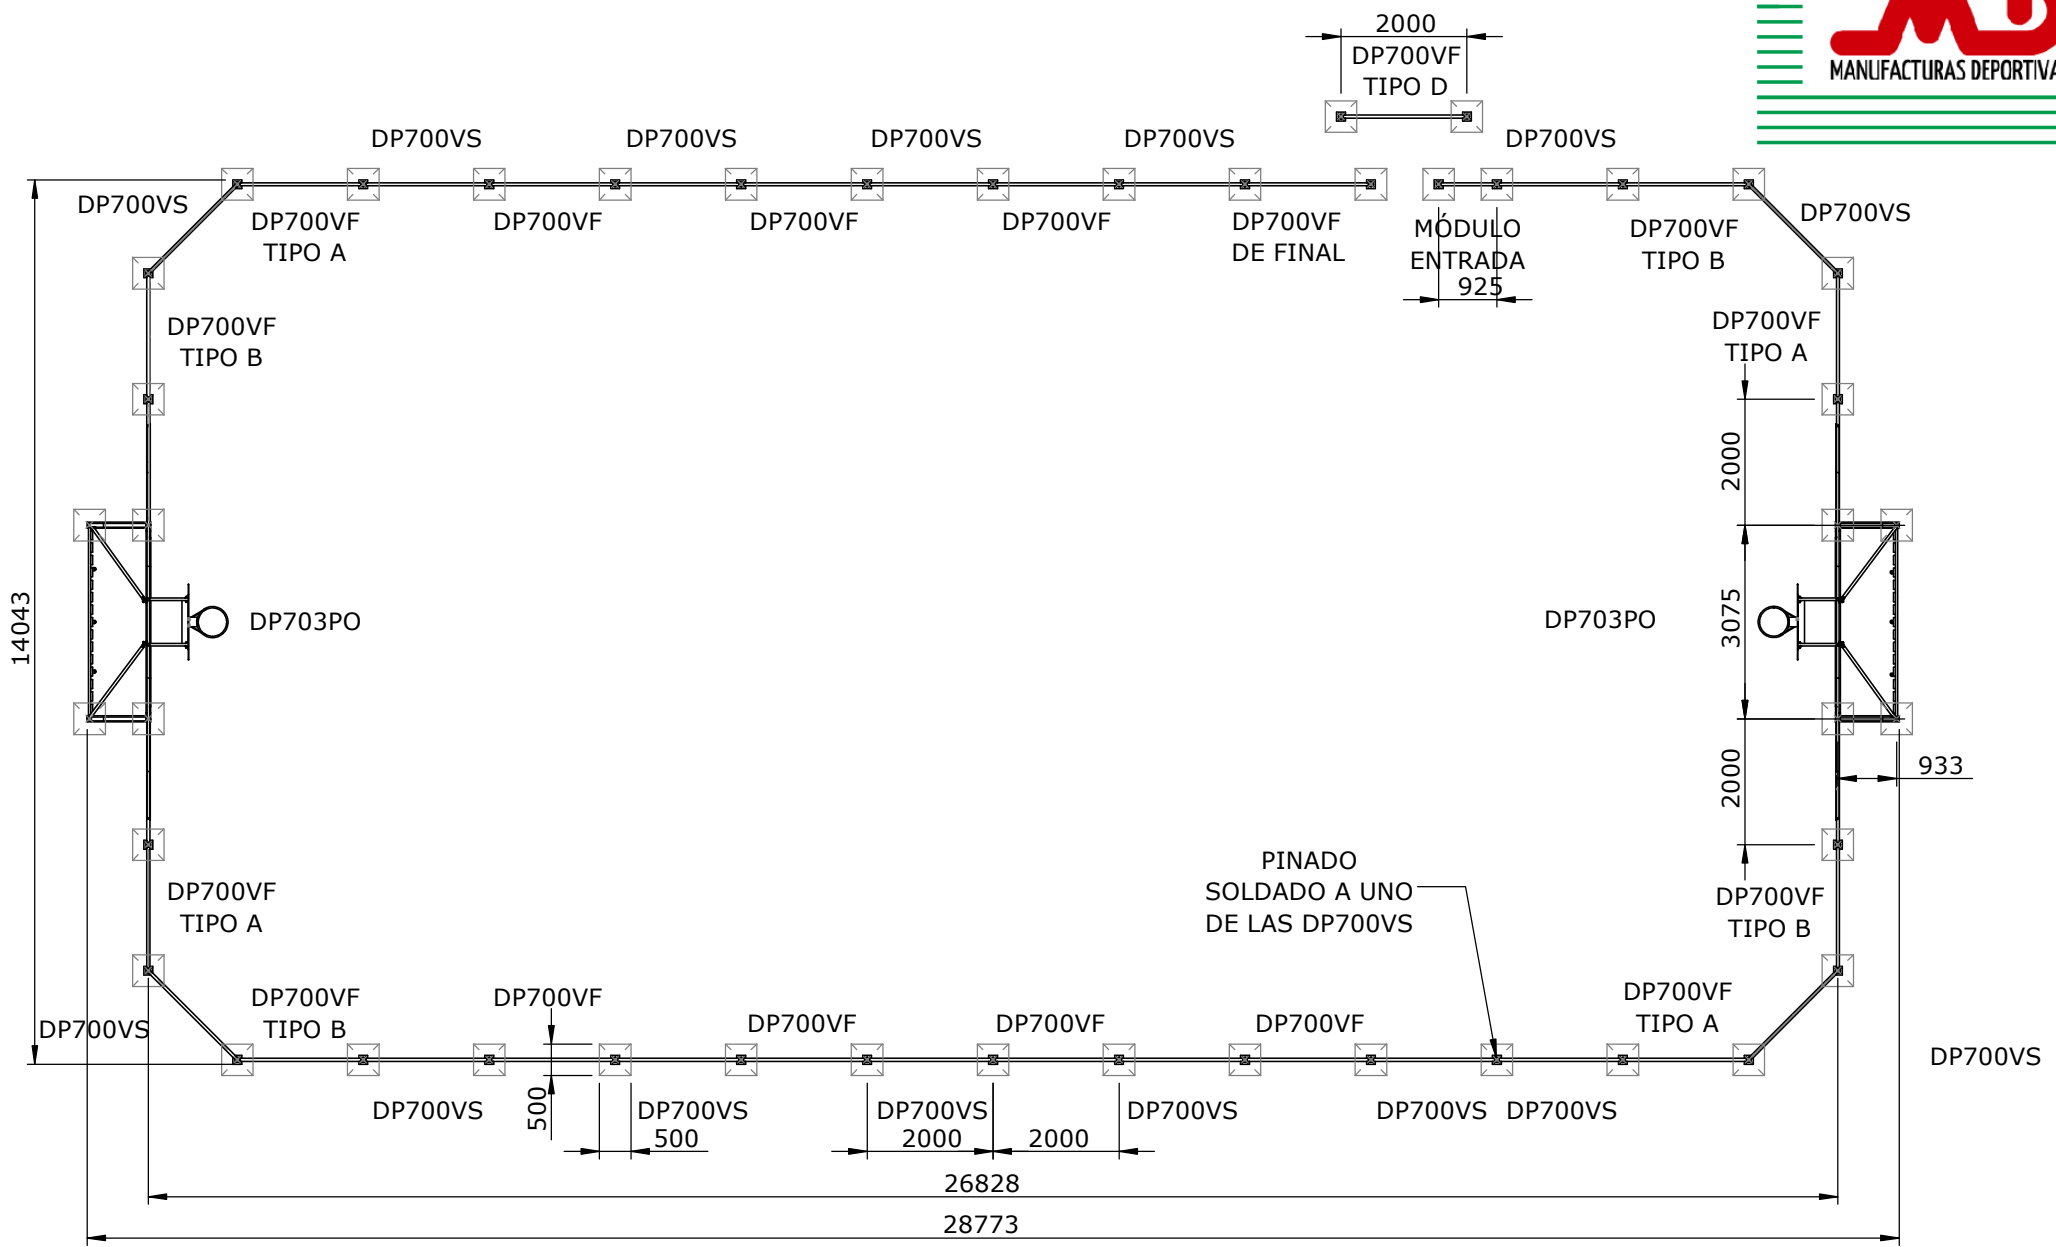 2000
DP700VF
TIPO D
MANUFACTURAS DEPORTIVA
DP700VS
DP700VS
DP700VS
DP700VS
DP700VS
DP700VS
DP700VF
TIPO A
DP700VF
DP700VF
DP700VF
DP700VF
DE FINAL
MÓDULO
ENTRADA
925
DP700VF
TIPO B
DP700VS
DP700VF
TIPO B
DP700VF
TIPO A
2000
14043
DP703PO
DP703PO
3075
2000
933
PINADO
SOLDADO A UNO
DE LAS DP700VS
DP700VF
TIPO A
DP700VF
TIPO B
DP700VS
DP700VF
TIPO B
DP700VF
DP700VF
DP700VF
DP700VF
DP700VF
TIPO A
DP700VS
DP700VS
500
DP700VS
DP700VS
DP700VS
DP700VS
DP700VS
500
2000
2000
26828
28773